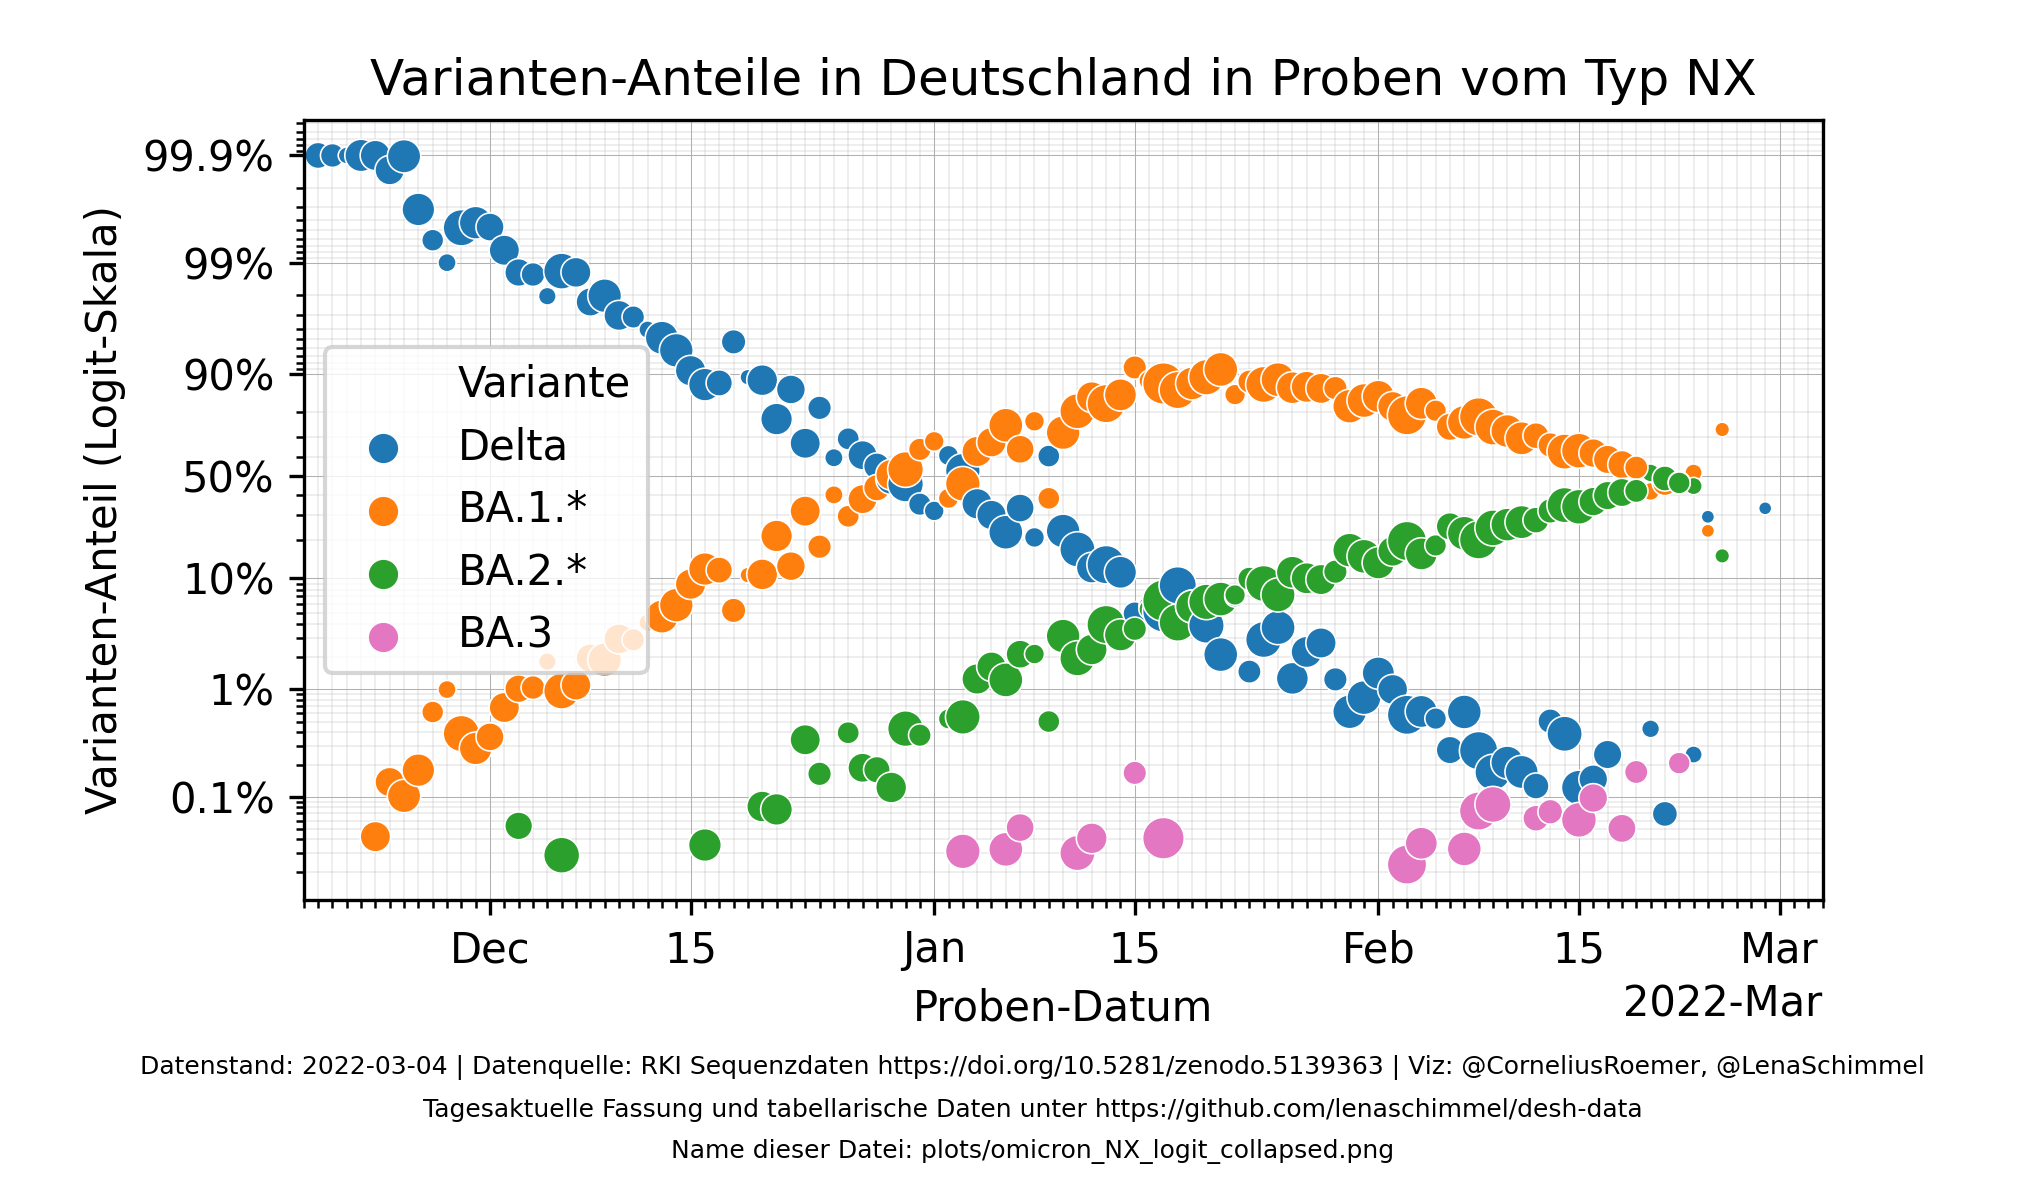 Varianten-Anteile in Deutschland in Proben vom Typ NX
Varianten-Anteil (Logit-Skala)
99.9%
99%
90%
50%
10%
1%
0.1%
Variante
Delta
BA.1.*
BA.2.*
BA.3
Dec
15
Jan
15
Feb
15
Mar
2022-Mar
Proben-Datum
Datenstand: 2022-03-04 | Datenquelle: RKI Sequenzdaten https://doi.org/10.5281/zenodo.5139363 | Viz: @CorneliusRoemer, @LenaSchimmel
Tagesaktuelle Fassung und tabellarische Daten unter https://github.com/lenaschimmel/desh-data
Name dieser Datei: plots/omicron_NX_logit_collapsed.png